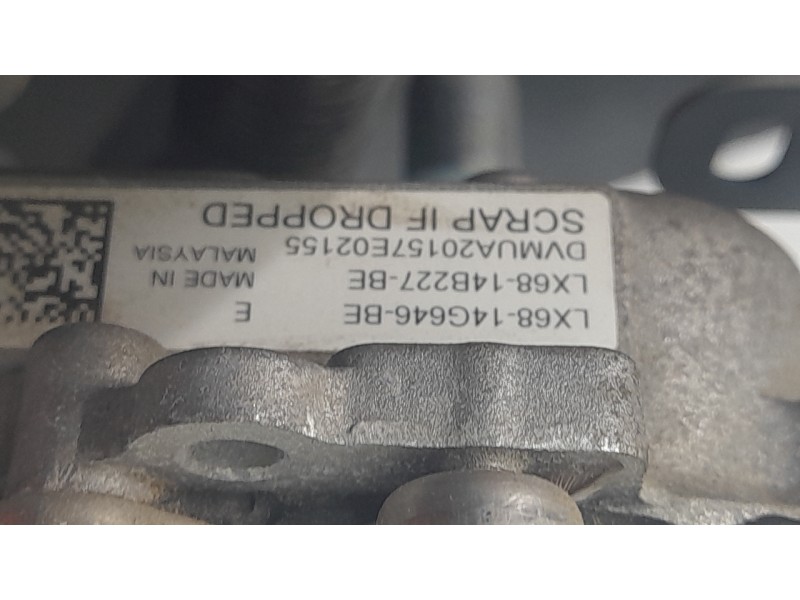 LX68-14G646-BE E
LX68-14B227-BE MADE IN
DVMUA20157E02155 MALAYSIA
SCRAP IF DROPPED